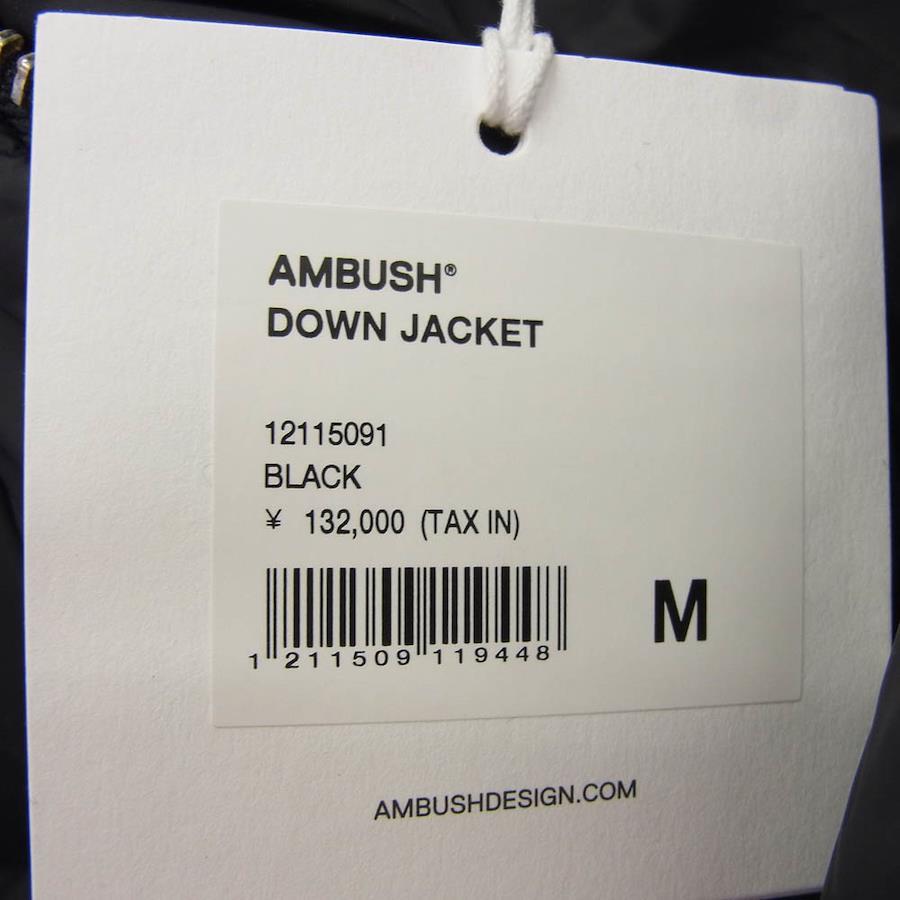 AMBUSH®
DOWN JACKET
12115091
BLACK
¥ 132,000 (TAX IN)
M
1 211509 119448
AMBUSHDESIGN.COM